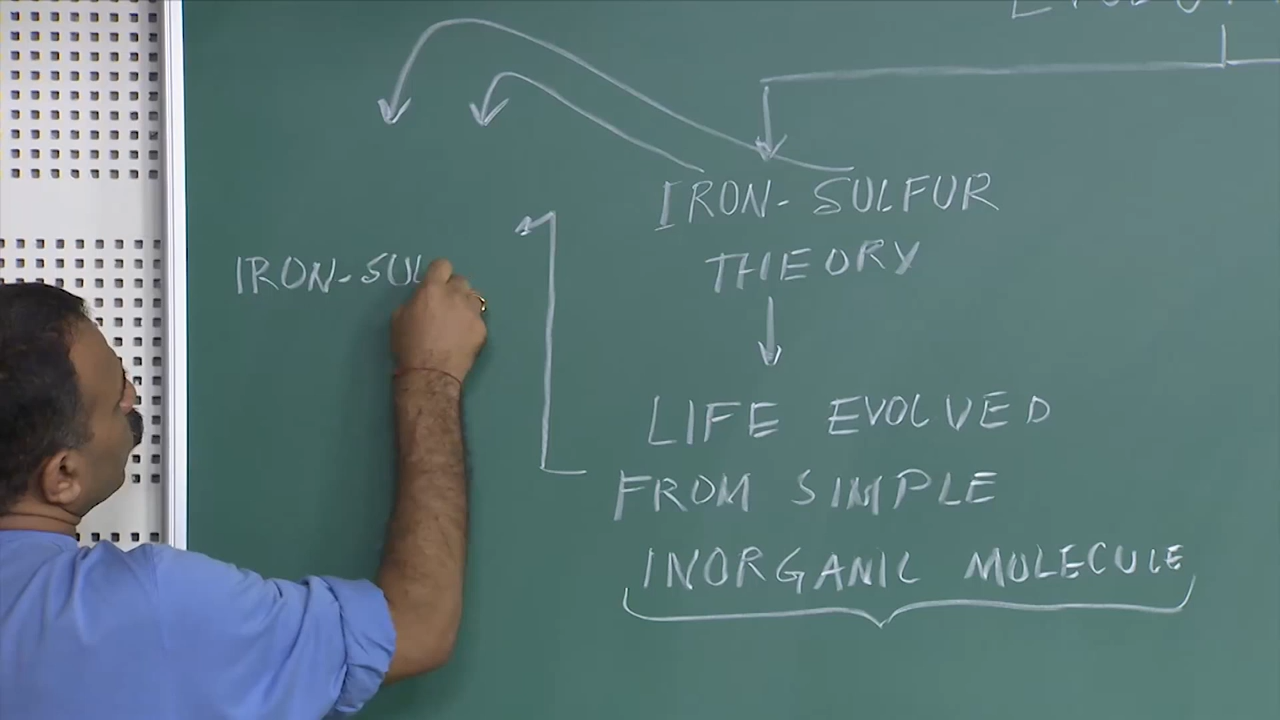 IRON-SULFUR
THEORY
IRON-SUL
LIFE EVOLVED
FROM SIMPLE
INORGANIC MOLECULE